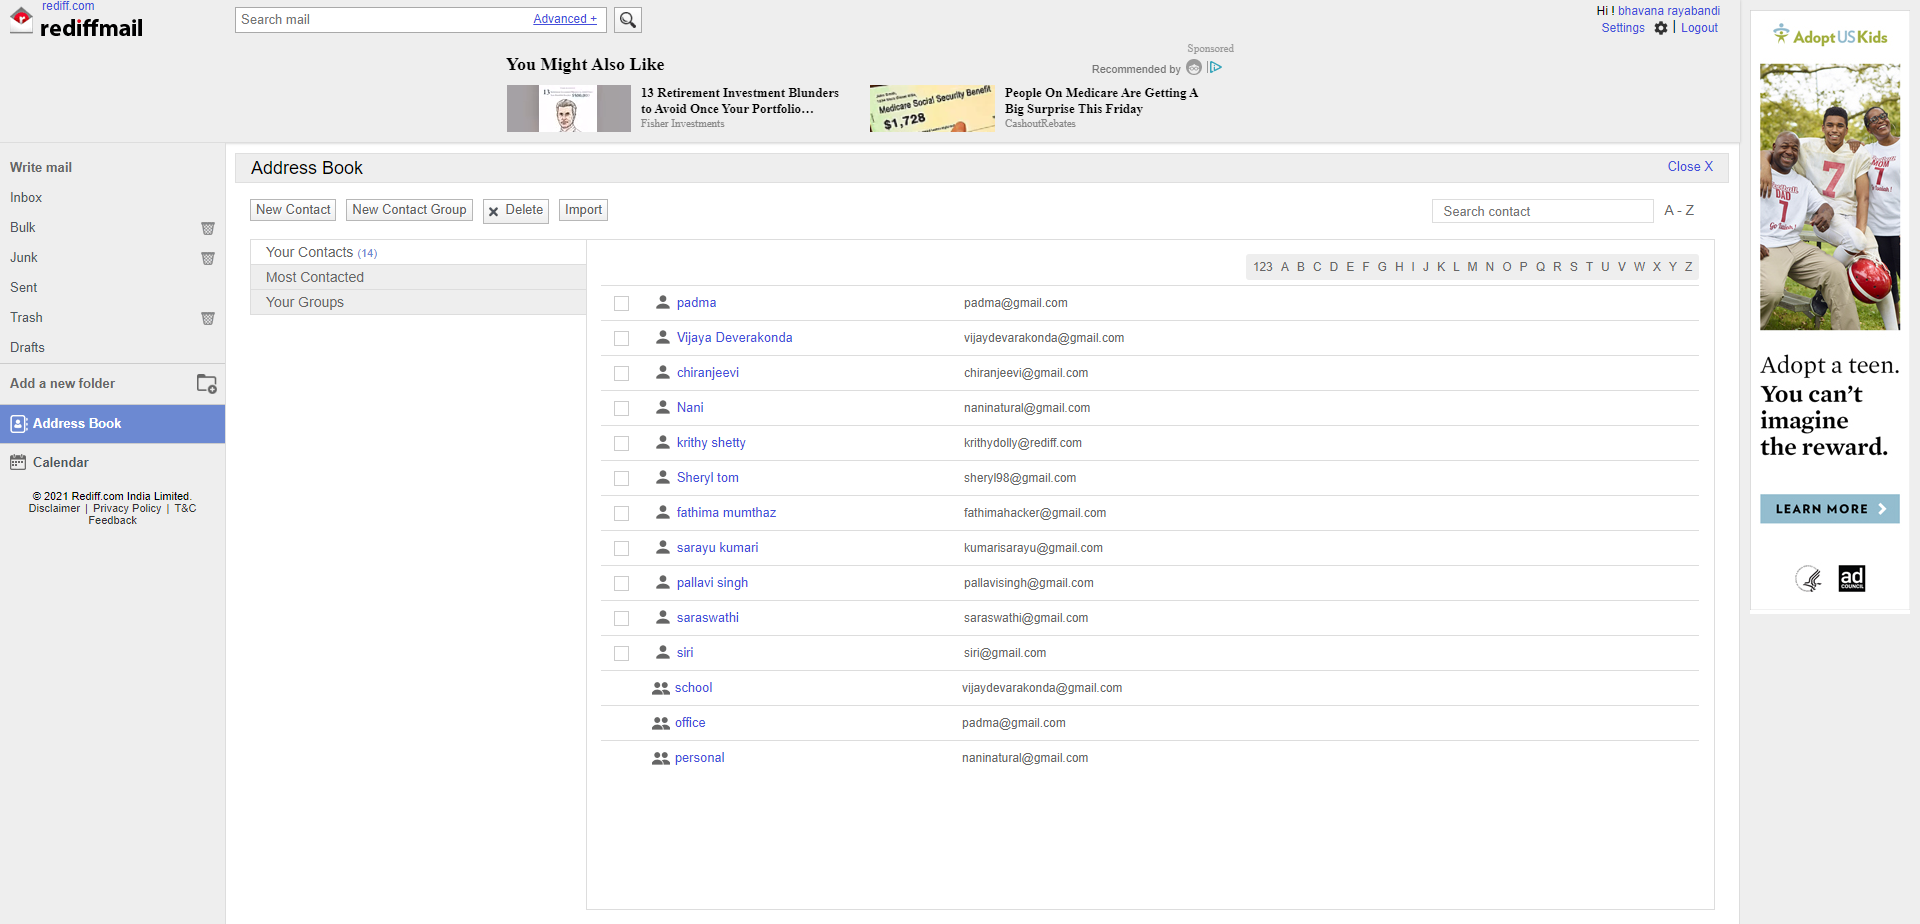 rediff.com
rediffmail
Search mail
Advanced +
Hi ! bhavana rayabandi
Settings | Logout
Sponsored
You Might Also Like
Recommended by
13 Retirement Investment Blunders
to Avoid Once Your Portfolio…
Fisher Investments
Medicare Social Security Benefit
$1,728
People On Medicare Are Getting A
Big Surprise This Friday
CashoutRebates
Write mail
Inbox
Bulk
Junk
Sent
Trash
Drafts
Add a new folder
Address Book
Calendar
© 2021 Rediff.com India Limited.
Disclaimer | Privacy Policy | T&C
Feedback
Address Book
Close X
New Contact
New Contact Group
Delete
Import
Search contact
A - Z
Your Contacts (14)
Most Contacted
Your Groups
123 A B C D E F G H I J K L M N O P Q R S T U V W X Y Z
padma padma@gmail.com
Vijaya Deverakonda vijaydevarakonda@gmail.com
chiranjeevi chiranjeevi@gmail.com
Nani naninatural@gmail.com
krithy shetty krithydolly@rediff.com
Sheryl tom sheryl98@gmail.com
fathima mumthaz fathimahacker@gmail.com
sarayu kumari kumarisarayu@gmail.com
pallavi singh pallavisingh@gmail.com
saraswathi saraswathi@gmail.com
siri siri@gmail.com
school vijaydevarakonda@gmail.com
office padma@gmail.com
personal naninatural@gmail.com
AdoptUSKids
DAD
7
7
MOM
7
Adopt a teen.
You can't
imagine
the reward.
LEARN MORE
ad
COUNCIL